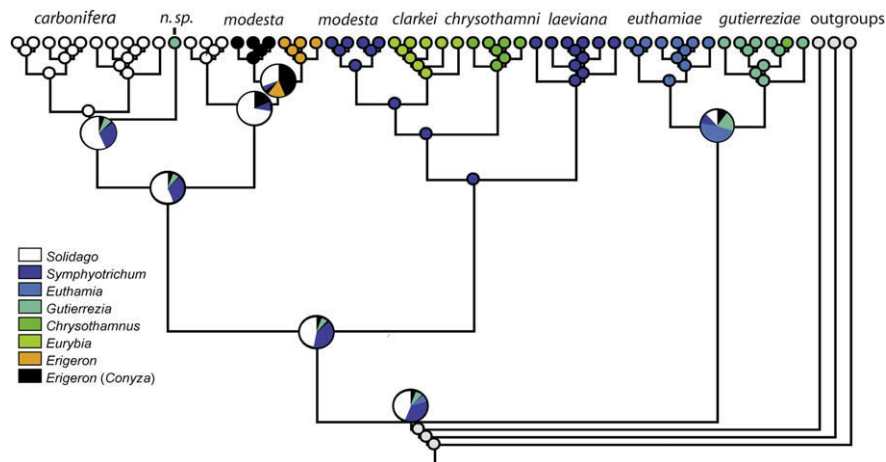 carbonifera n. sp. modesta modesta clarkei chrysothamni laeviana euthamiae gutierreziae outgroups
Solidago
Symphyotrichum
Euthamia
Gutierrezia
Chrysothamnus
Eurybia
Erigeron
Erigeron (Conyza)